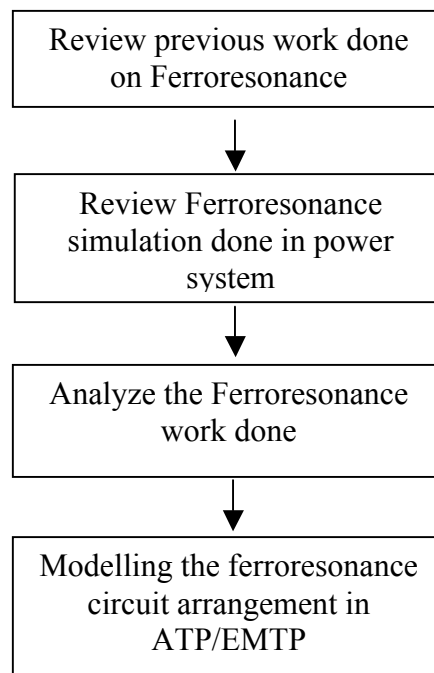 Review previous work done
on Ferroresonance
Review Ferroresonance
simulation done in power
system
Analyze the Ferroresonance
work done
Modelling the ferroresonance
circuit arrangement in
ATP/EMTP